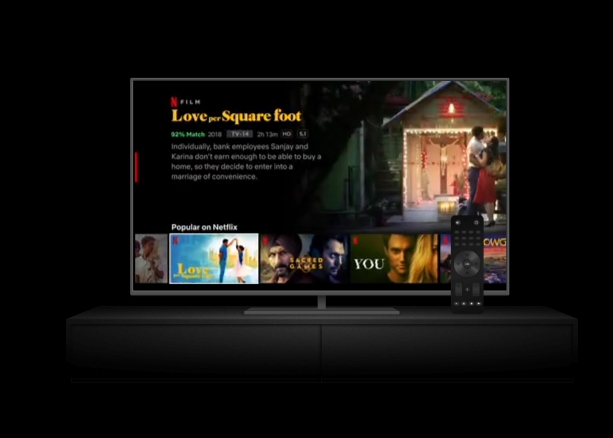 N FILM
Love per Square foot
92% Match 2018 TV-14 2h 13m HD 5.1
Individually, bank employees Sanjay and
Karina don't earn enough to be able to buy a
home, so they decide to enter into a
marriage of convenience.
Popular on Netflix
Love
per Square foot
SACRED
GAMES
YOU